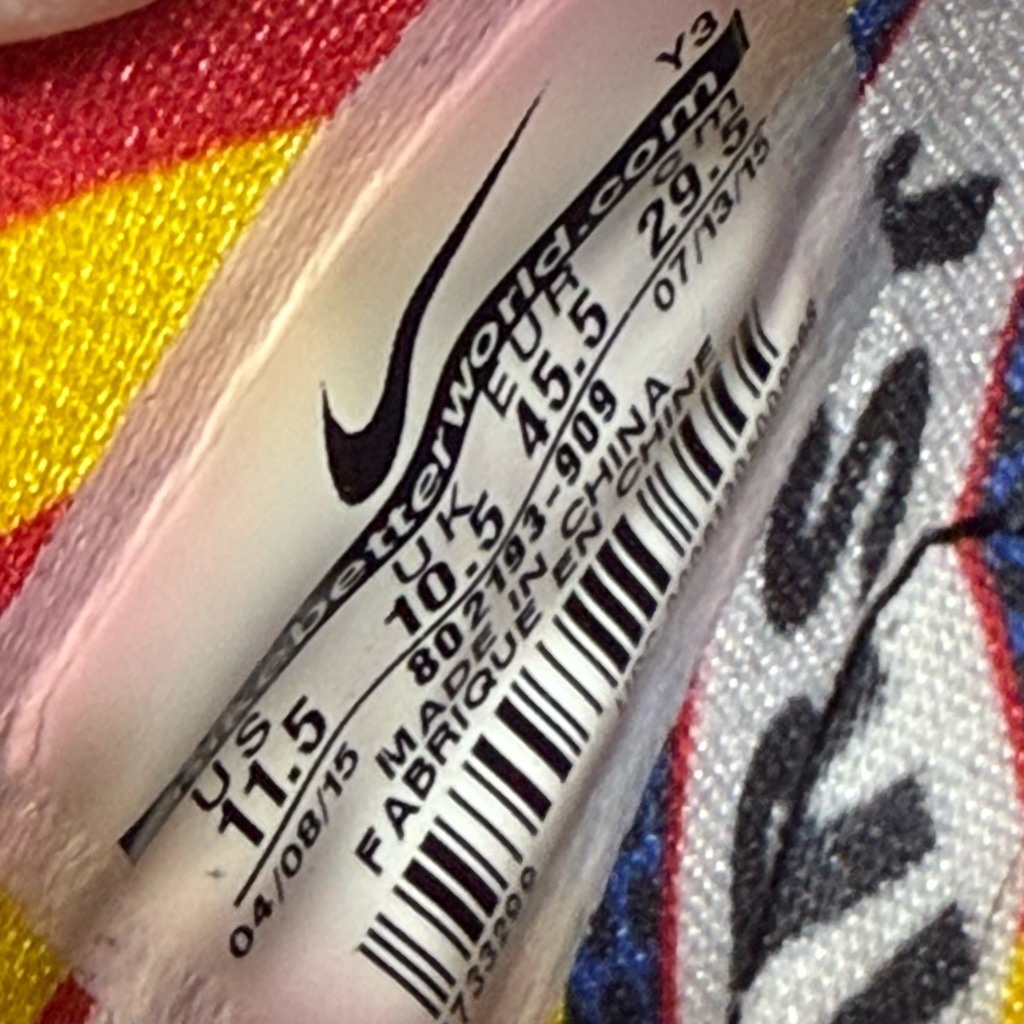 Y3
betterworld.com
US UK EUR cm
11.5 10.5 45.5 29.5
04/08/15 802193-909 07/13/15
MADE IN CHINA
FABRIQUE EN CHINE